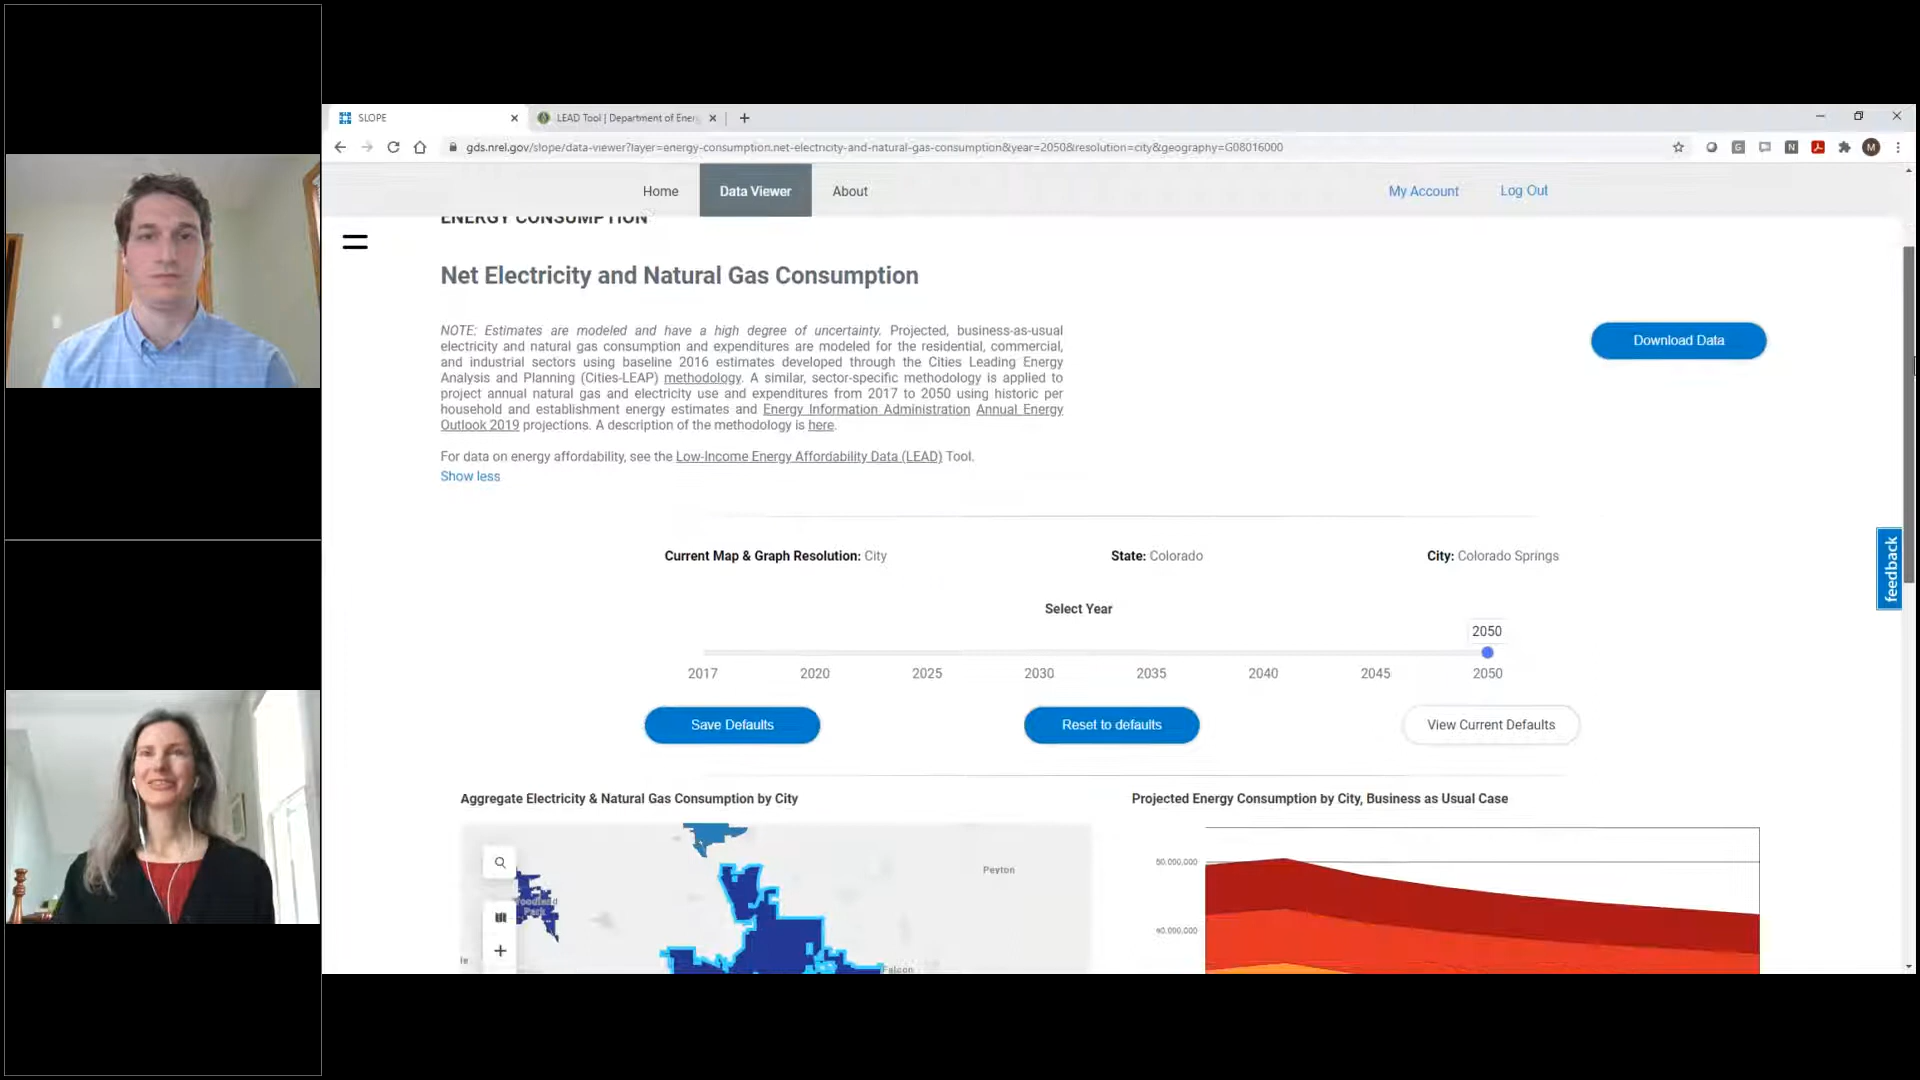 SLOPE
LEAD Tool | Department of Energ
gds.nrel.gov/slope/data-viewer?layer=energy-consumption.net-electricity-and-natural-gas-consumption&year=2050&resolution=city&geography=G08016000
M
Home
Data Viewer
About
My Account
Log Out
ENERGY CONSUMPTION
Net Electricity and Natural Gas Consumption
NOTE: Estimates are modeled and have a high degree of uncertainty. Projected, business-as-usual
electricity and natural gas consumption and expenditures are modeled for the residential, commercial,
and industrial sectors using baseline 2016 estimates developed through the Cities Leading Energy
Analysis and Planning (Cities-LEAP) methodology. A similar, sector-specific methodology is applied to
project annual natural gas and electricity use and expenditures from 2017 to 2050 using historic per
household and establishment energy estimates and Energy Information Administration Annual Energy
Outlook 2019 projections. A description of the methodology is here.
Download Data
For data on energy affordability, see the Low-Income Energy Affordability Data (LEAD) Tool.
Show less
feedback
Current Map & Graph Resolution: City
State: Colorado
City: Colorado Springs
Select Year
2050
2017 2020 2025 2030 2035 2040 2045 2050
Save Defaults
Reset to defaults
View Current Defaults
Aggregate Electricity & Natural Gas Consumption by City
Peyton
Woodland
Park
Falcon
+
Projected Energy Consumption by City, Business as Usual Case
50,000,000
40,000,000